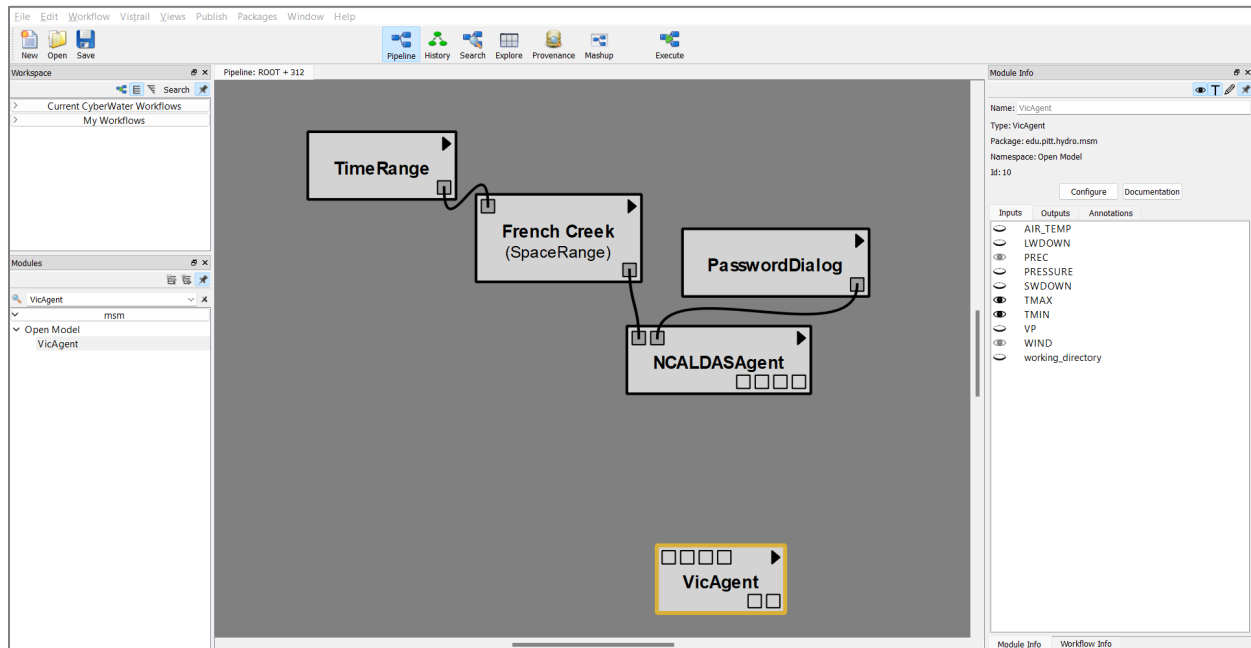 File Edit Workflow Vistrail Views Publish Packages Window Help
New Open Save Pipeline History Search Explore Provenance Mashup Execute
Workspace
Search
Current CyberWater Workflows
My Workflows
Modules
VicAgent
msm
Open Model
VicAgent
Pipeline: ROOT + 312
TimeRange
French Creek
(SpaceRange)
PasswordDialog
NCALDASAgent
VicAgent
Module Info
Name: VicAgent
Type: VicAgent
Package: edu.pitt.hydro.msm
Namespace: Open Model
Id: 10
Configure Documentation
Inputs Outputs Annotations
AIR_TEMP
LWDOWN
PREC
PRESSURE
SWDOWN
TMAX
TMIN
VP
WIND
working_directory
Module Info Workflow Info